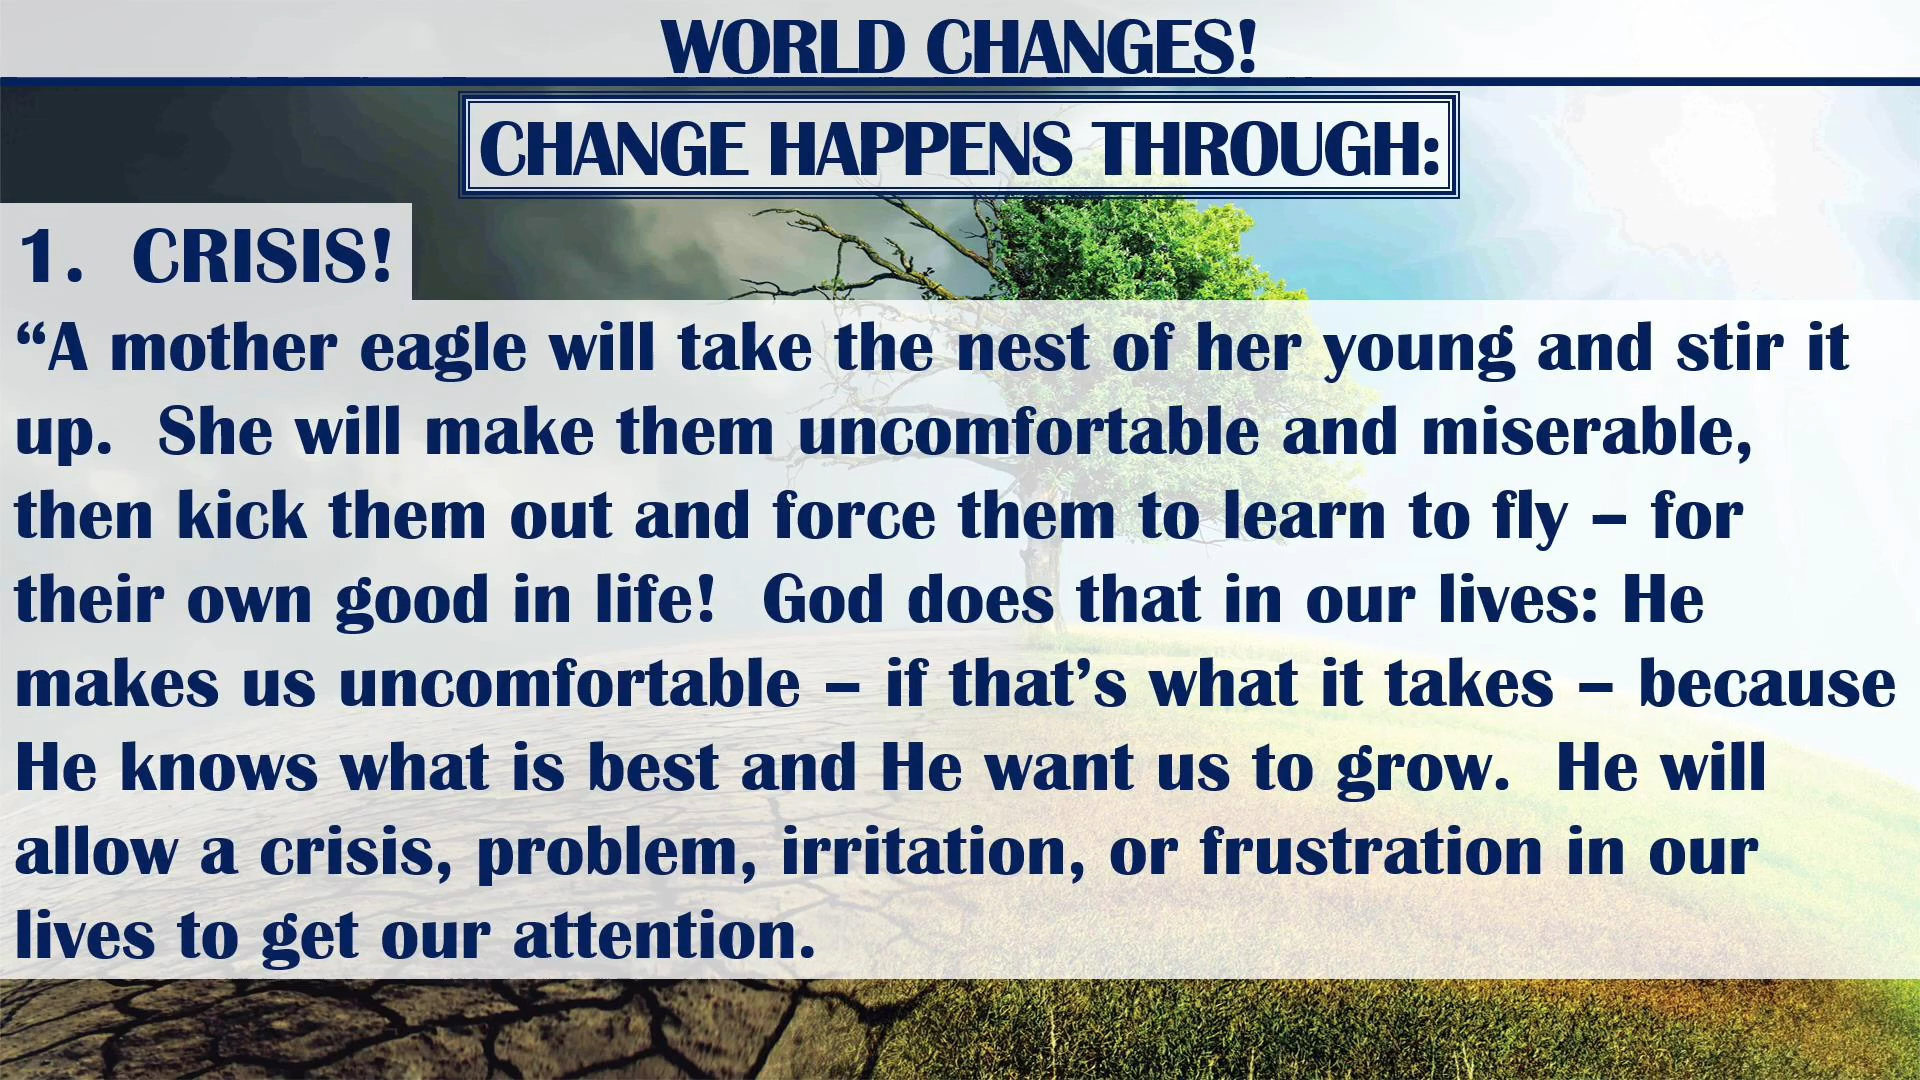 WORLD CHANGES!
CHANGE HAPPENS THROUGH:
1. CRISIS!
“A mother eagle will take the nest of her young and stir it
up. She will make them uncomfortable and miserable,
then kick them out and force them to learn to fly – for
their own good in life! God does that in our lives: He
makes us uncomfortable – if that’s what it takes – because
He knows what is best and He want us to grow. He will
allow a crisis, problem, irritation, or frustration in our
lives to get our attention.